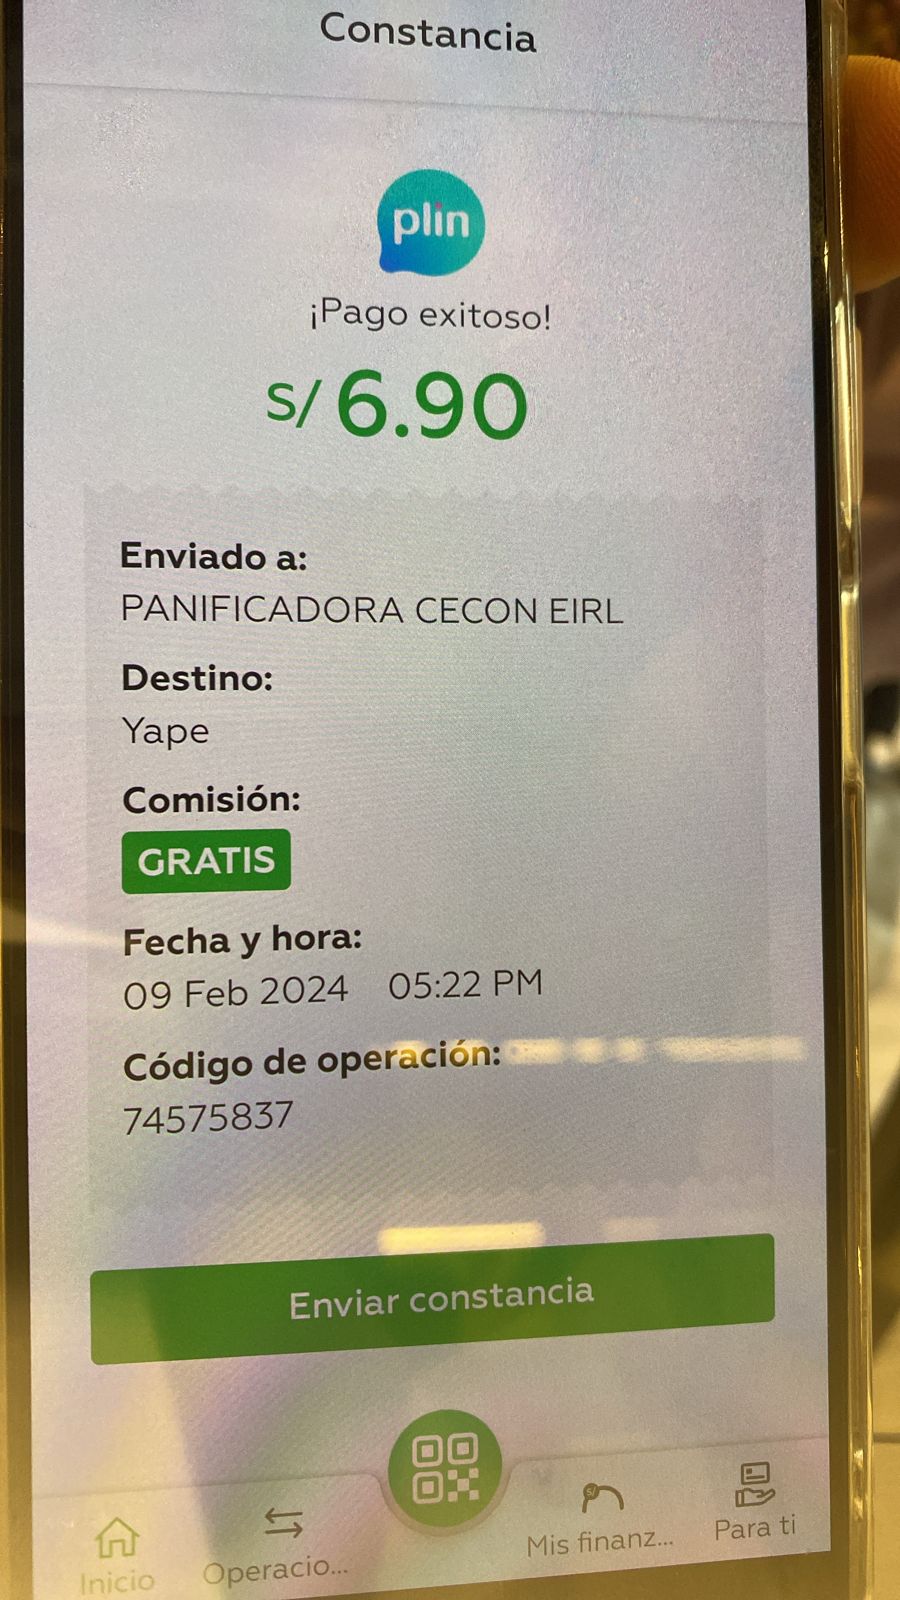 Constancia
plin
¡Pago exitoso!
S/ 6.90
Enviado a:
PANIFICADORA CECON EIRL
Destino:
Yape
Comisión:
GRATIS
Fecha y hora:
09 Feb 2024 05:22 PM
Código de operación:
74575837
Enviar constancia
Inicio
Operacio...
Mis finanz...
Para ti